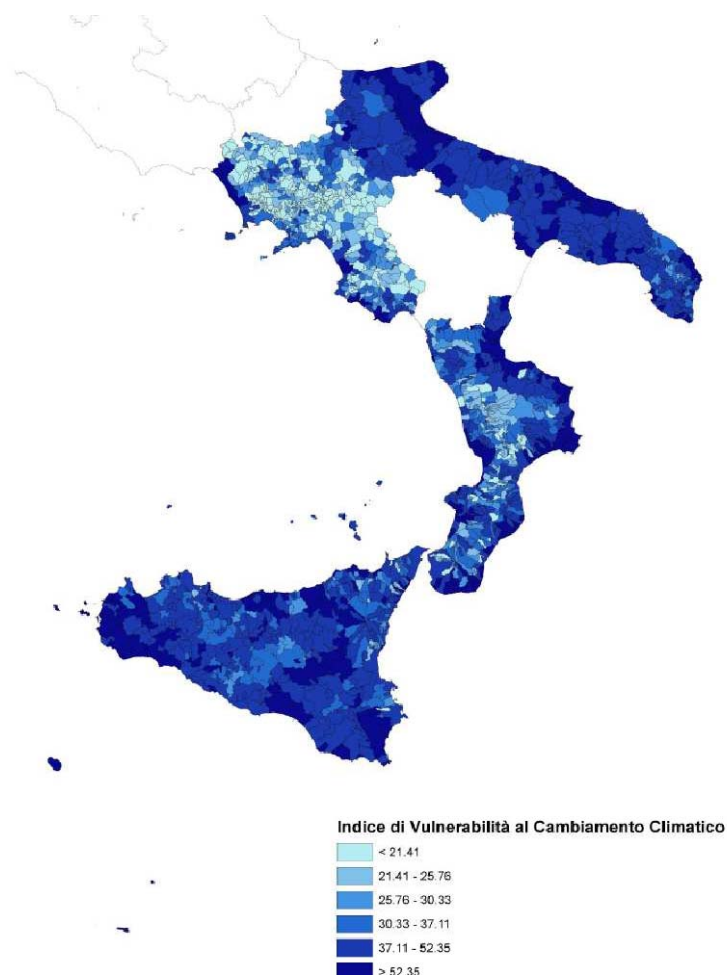 Indice di Vulnerabilità al Cambiamento Climatico
< 21.41
21.41 - 25.76
25.76 - 30.33
30.33 - 37.11
37.11 - 52.35
> 52.35